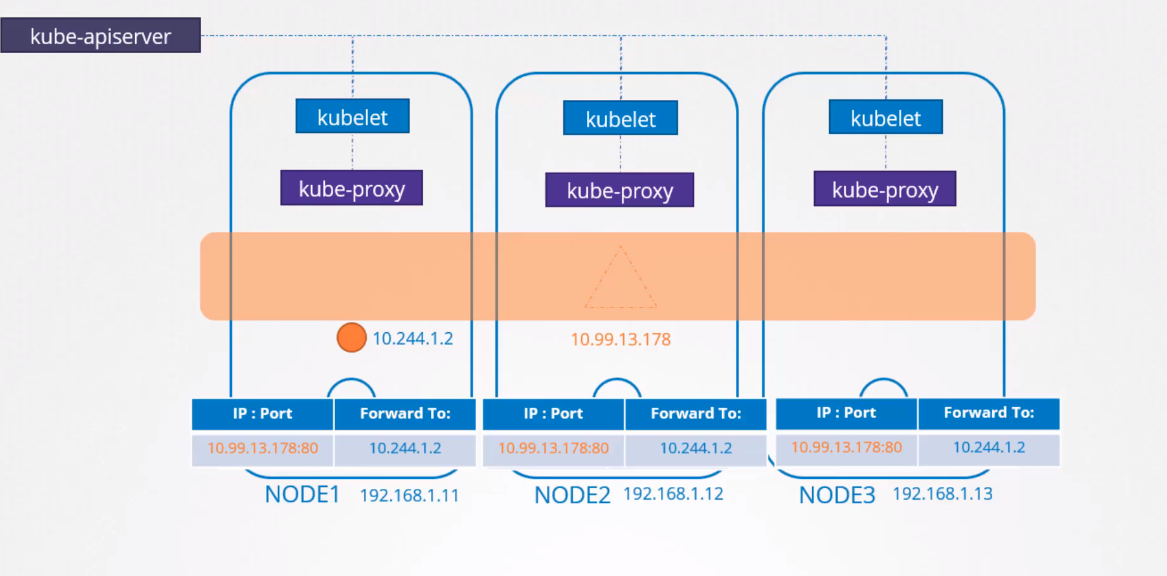 kube-apiserver
kubelet
kubelet
kubelet
kube-proxy
kube-proxy
kube-proxy
10.244.1.2
10.99.13.178
IP : Port Forward To:
10.99.13.178:80 10.244.1.2
IP : Port Forward To:
10.99.13.178:80 10.244.1.2
IP : Port Forward To:
10.99.13.178:80 10.244.1.2
NODE1 192.168.1.11
NODE2 192.168.1.12
NODE3 192.168.1.13